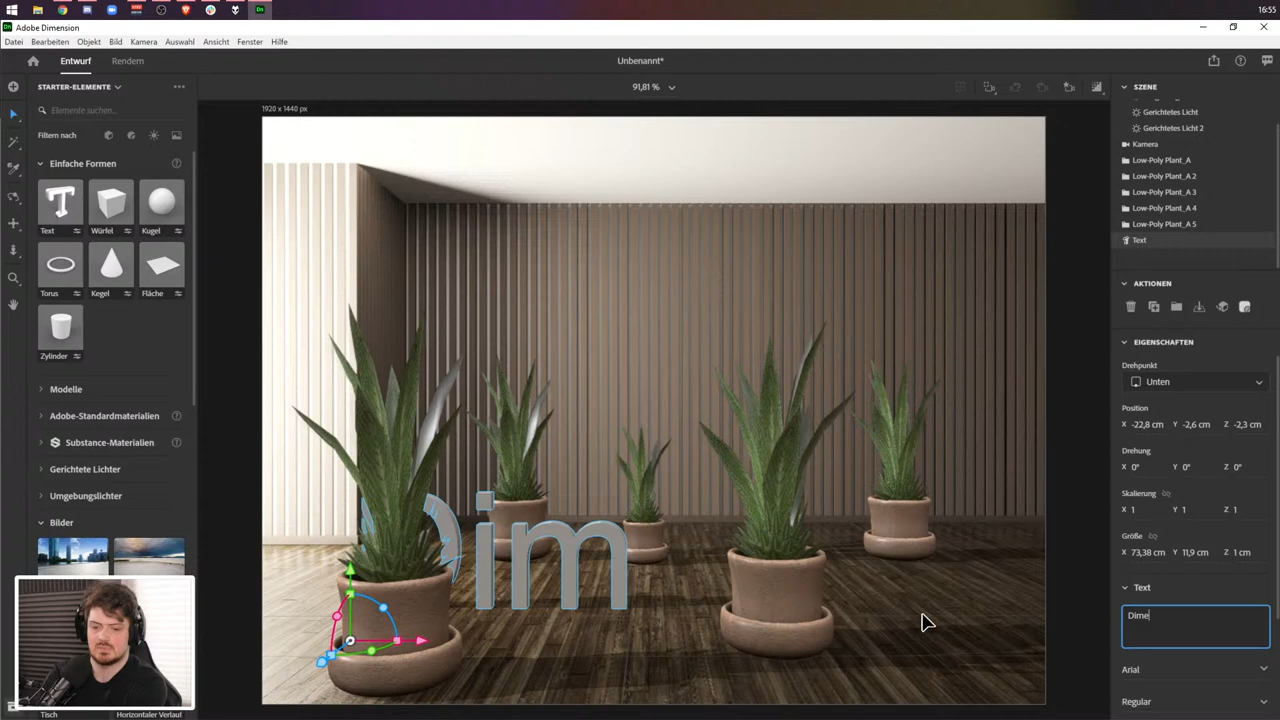 16:55
Adobe Dimension
Datei Bearbeiten Objekt Bild Kamera Auswahl Ansicht Fenster Hilfe
Entwurf Rendern Unbenannt*
STARTER-ELEMENTE
91,81 %
SZENE
1920 x 1440 px
Elemente suchen...
Gerichtetes Licht
Gerichtetes Licht 2
Filtern nach
Kamera
Einfache Formen
Low-Poly Plant_A
Low-Poly Plant_A 2
Low-Poly Plant_A 3
Low-Poly Plant_A 4
Low-Poly Plant_A 5
Text
Text Würfel Kugel
Torus Kegel Fläche
Zylinder
AKTIONEN
EIGENSCHAFTEN
Drehpunkt
Unten
Modelle
Adobe-Standardmaterialien
Substance-Materialien
Gerichtete Lichter
Umgebungslichter
Bilder
Position
X -22,8 cm Y -2,6 cm Z -2,3 cm
Drehung
X 0° Y 0° Z 0°
Skalierung
X 1 Y 1 Z 1
Größe
X 73,38 cm Y 11,9 cm Z 1 cm
Dim
Text
Dime
Arial
Regular
Tisch Horizontaler Verlauf